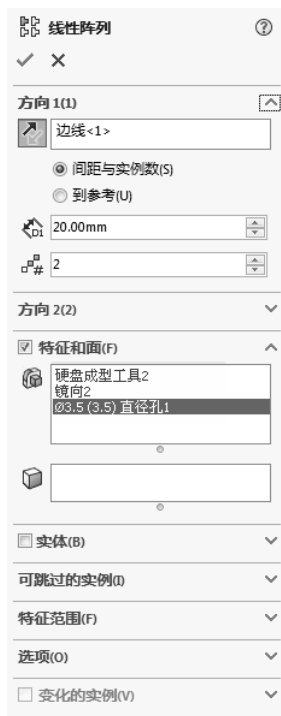 线性阵列
方向1(1)
边线<1>
间距与实例数(S)
到参考(U)
D1 20.00mm
# 2
方向2(2)
特征和面(F)
硬盘成型工具2
镜向2
Ø3.5 (3.5) 直径孔1
实体(B)
可跳过的实例(I)
特征范围(F)
选项(O)
变化的实例(V)